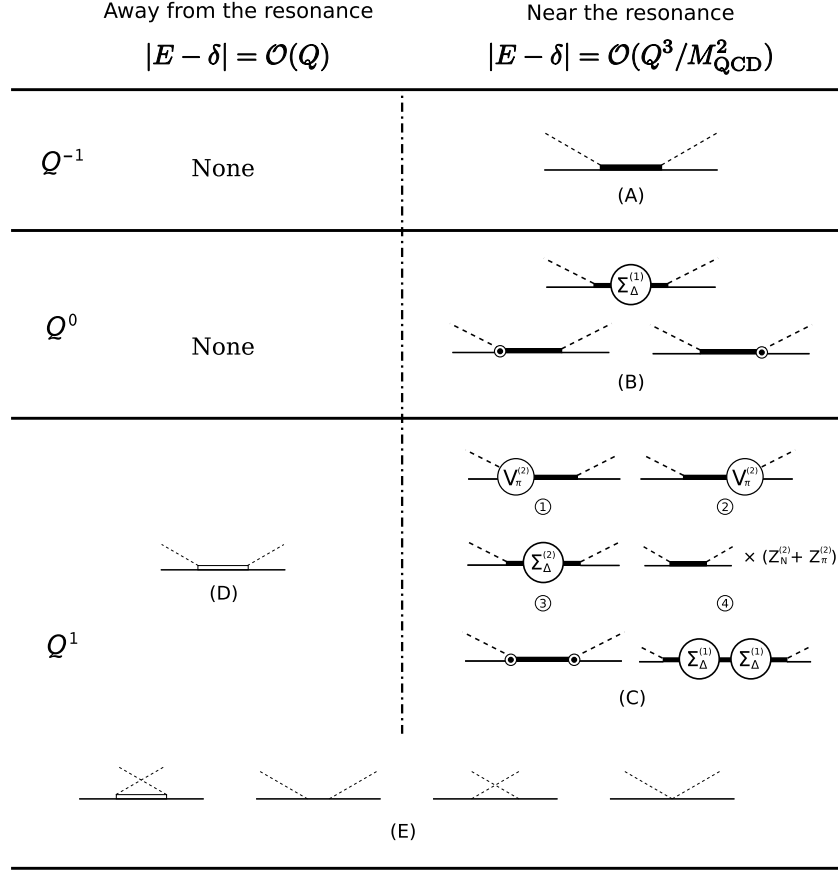 Away from the resonance
Near the resonance
|E − δ| = 𝒪(Q)
|E − δ| = 𝒪(Q³/M²_QCD)
Q⁻¹
None
(A)
Q⁰
None
Σ_Δ^(1)
(B)
Q¹
V_π^(2)
V_π^(2)
①
②
Σ_Δ^(2)
× (Z_N^(2) + Z_π^(2))
③
④
(D)
Σ_Δ^(1) Σ_Δ^(1)
(C)
(E)